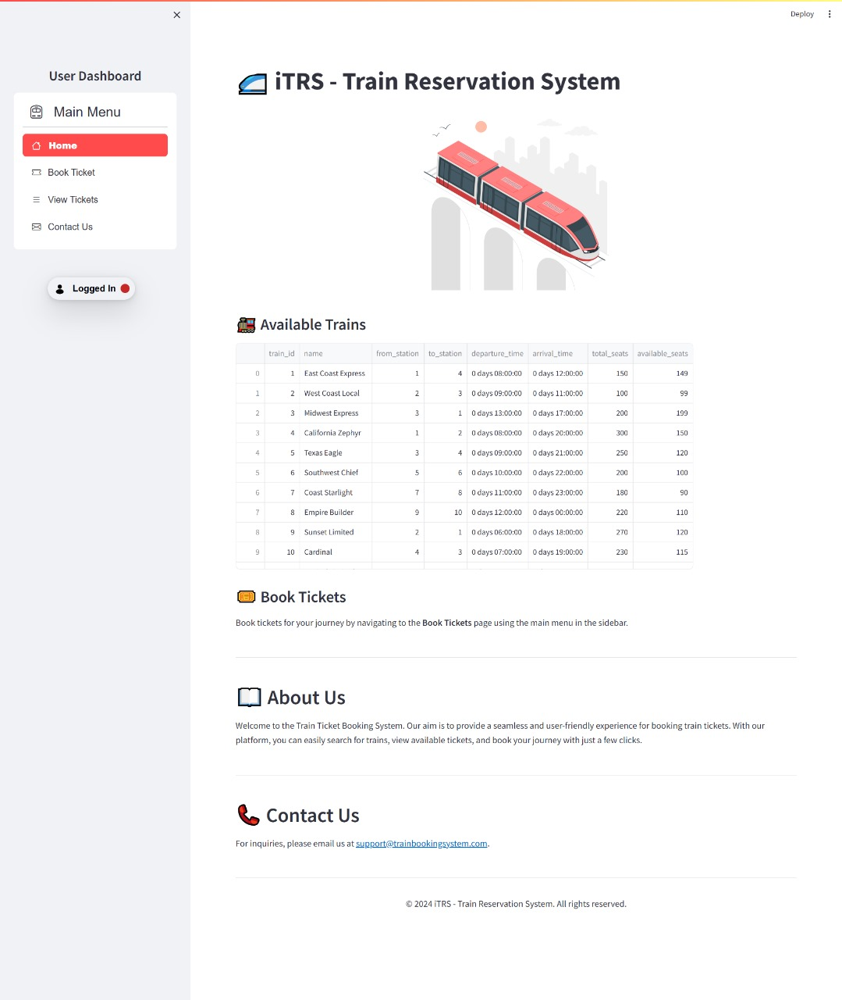 Deploy
User Dashboard
Main Menu
Home
Book Ticket
View Tickets
Contact Us
Logged In
iTRS - Train Reservation System
Available Trains
train_id name from_station to_station departure_time arrival_time total_seats available_seats
0 1 East Coast Express 1 4 0 days 08:00:00 0 days 12:00:00 150 149
1 2 West Coast Local 2 3 0 days 09:00:00 0 days 11:00:00 100 99
2 3 Midwest Express 3 1 0 days 13:00:00 0 days 17:00:00 200 199
3 4 California Zephyr 1 2 0 days 08:00:00 0 days 20:00:00 300 150
4 5 Texas Eagle 3 4 0 days 09:00:00 0 days 21:00:00 250 120
5 6 Southwest Chief 5 6 0 days 10:00:00 0 days 22:00:00 200 100
6 7 Coast Starlight 7 8 0 days 11:00:00 0 days 23:00:00 180 90
7 8 Empire Builder 9 10 0 days 12:00:00 0 days 00:00:00 220 110
8 9 Sunset Limited 2 1 0 days 06:00:00 0 days 18:00:00 270 120
9 10 Cardinal 4 3 0 days 07:00:00 0 days 19:00:00 230 115
Book Tickets
Book tickets for your journey by navigating to the Book Tickets page using the main menu in the sidebar.
About Us
Welcome to the Train Ticket Booking System. Our aim is to provide a seamless and user-friendly experience for booking train tickets. With our
platform, you can easily search for trains, view available tickets, and book your journey with just a few clicks.
Contact Us
For inquiries, please email us at support@trainbookingsystem.com.
© 2024 iTRS - Train Reservation System. All rights reserved.